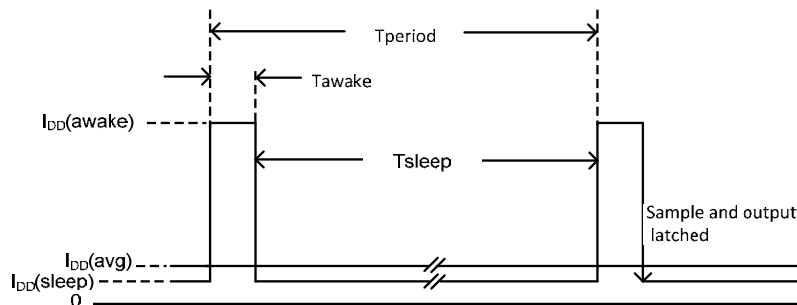 Tperiod
Tawake
IDD(awake)
Tsleep
Sample and output
latched
IDD(avg)
IDD(sleep)
0